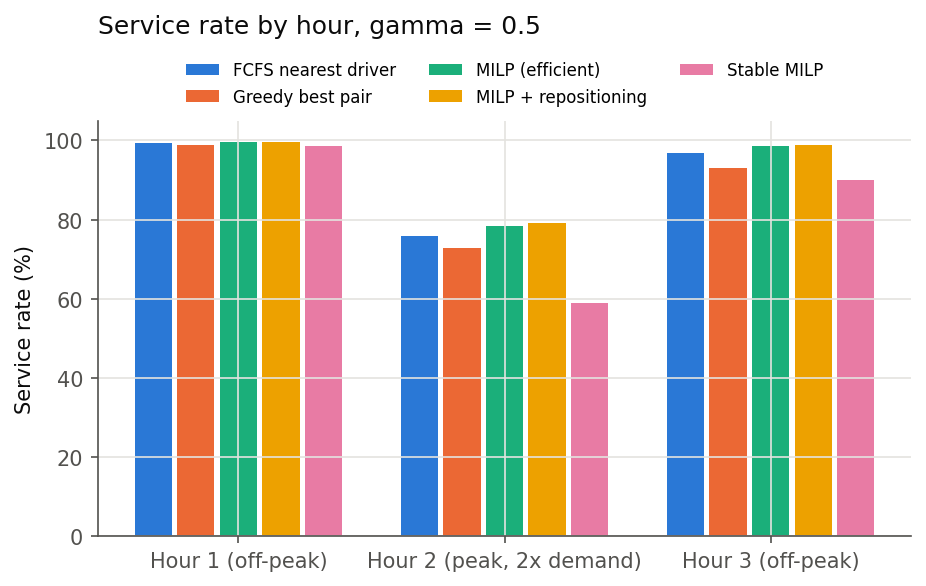 Service rate by hour, gamma = 0.5
FCFS nearest driver
Greedy best pair
MILP (efficient)
MILP + repositioning
Stable MILP
Service rate (%)
100
80
60
40
20
0
Hour 1 (off-peak)
Hour 2 (peak, 2x demand)
Hour 3 (off-peak)